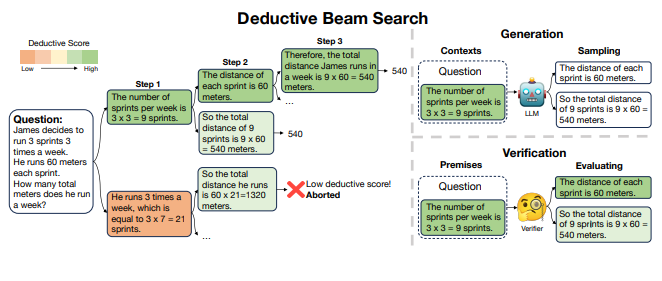 Deductive Beam Search
Deductive Score
Low
High
Question:
James decides to
run 3 sprints 3
times a week.
He runs 60 meters
each sprint.
How many total
meters does he run
a week?
Step 1
The number of
sprints per week is
3 x 3 = 9 sprints.
He runs 3 times a
week, which is
equal to 3 x 7 = 21
sprints.
Step 2
The distance of
each sprint is 60
meters.
So the total
distance of 9
sprints is 9 x 60
= 540 meters.
540
So the total
distance he runs
is 60 x 21=1320
meters.
...
Low deductive score!
Aborted
Step 3
Therefore, the total
distance James runs in
a week is 9 x 60 = 540
meters.
...
540
Generation
Contexts
Question
The number of
sprints per week is
3 x 3 = 9 sprints.
LLM
Sampling
The distance of each
sprint is 60 meters.
So the total distance
of 9 sprints is 9 x 60 =
540 meters.
Verification
Premises
Question
The number of
sprints per week is
3 x 3 = 9 sprints.
Verifier
Evaluating
The distance of each
sprint is 60 meters.
So the total distance
of 9 sprints is 9 x 60 =
540 meters.